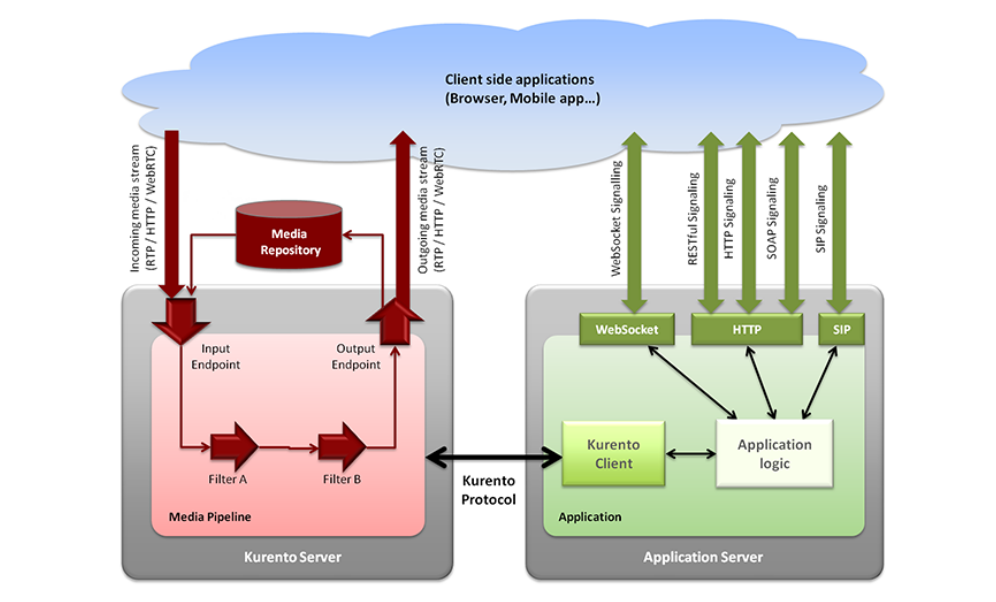 Client side applications
(Browser, Mobile app...)
Incoming media stream
(RTP / HTTP / WebRTC)
Media
Repository
Outgoing media stream
(RTP / HTTP / WebRTC)
WebSocket Signalling
RESTful Signaling
HTTP Signaling
SOAP Signaling
SIP Signaling
Input
Endpoint
Output
Endpoint
Filter A
Filter B
Media Pipeline
Kurento Server
Kurento
Protocol
WebSocket
HTTP
SIP
Kurento
Client
Application
logic
Application
Application Server